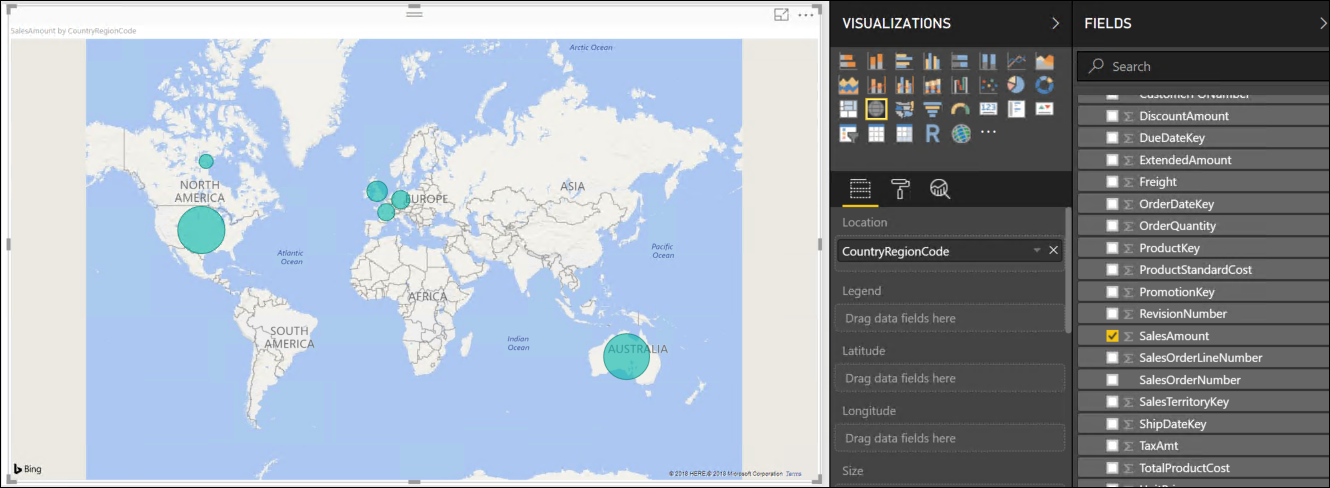 SalesAmount by CountryRegionCode
Arctic Ocean
NORTH
AMERICA
EUROPE
ASIA
Atlantic
Ocean
Pacific
Ocean
AFRICA
SOUTH
AMERICA
Indian
Ocean
AUSTRALIA
Bing
© 2018 HERE © 2018 Microsoft Corporation Terms
VISUALIZATIONS
123
R
Location
CountryRegionCode
Legend
Drag data fields here
Latitude
Drag data fields here
Longitude
Drag data fields here
Size
FIELDS
Search
CustomerPONumber
DiscountAmount
DueDateKey
ExtendedAmount
Freight
OrderDateKey
OrderQuantity
ProductKey
ProductStandardCost
PromotionKey
RevisionNumber
SalesAmount
SalesOrderLineNumber
SalesOrderNumber
SalesTerritoryKey
ShipDateKey
TaxAmt
TotalProductCost